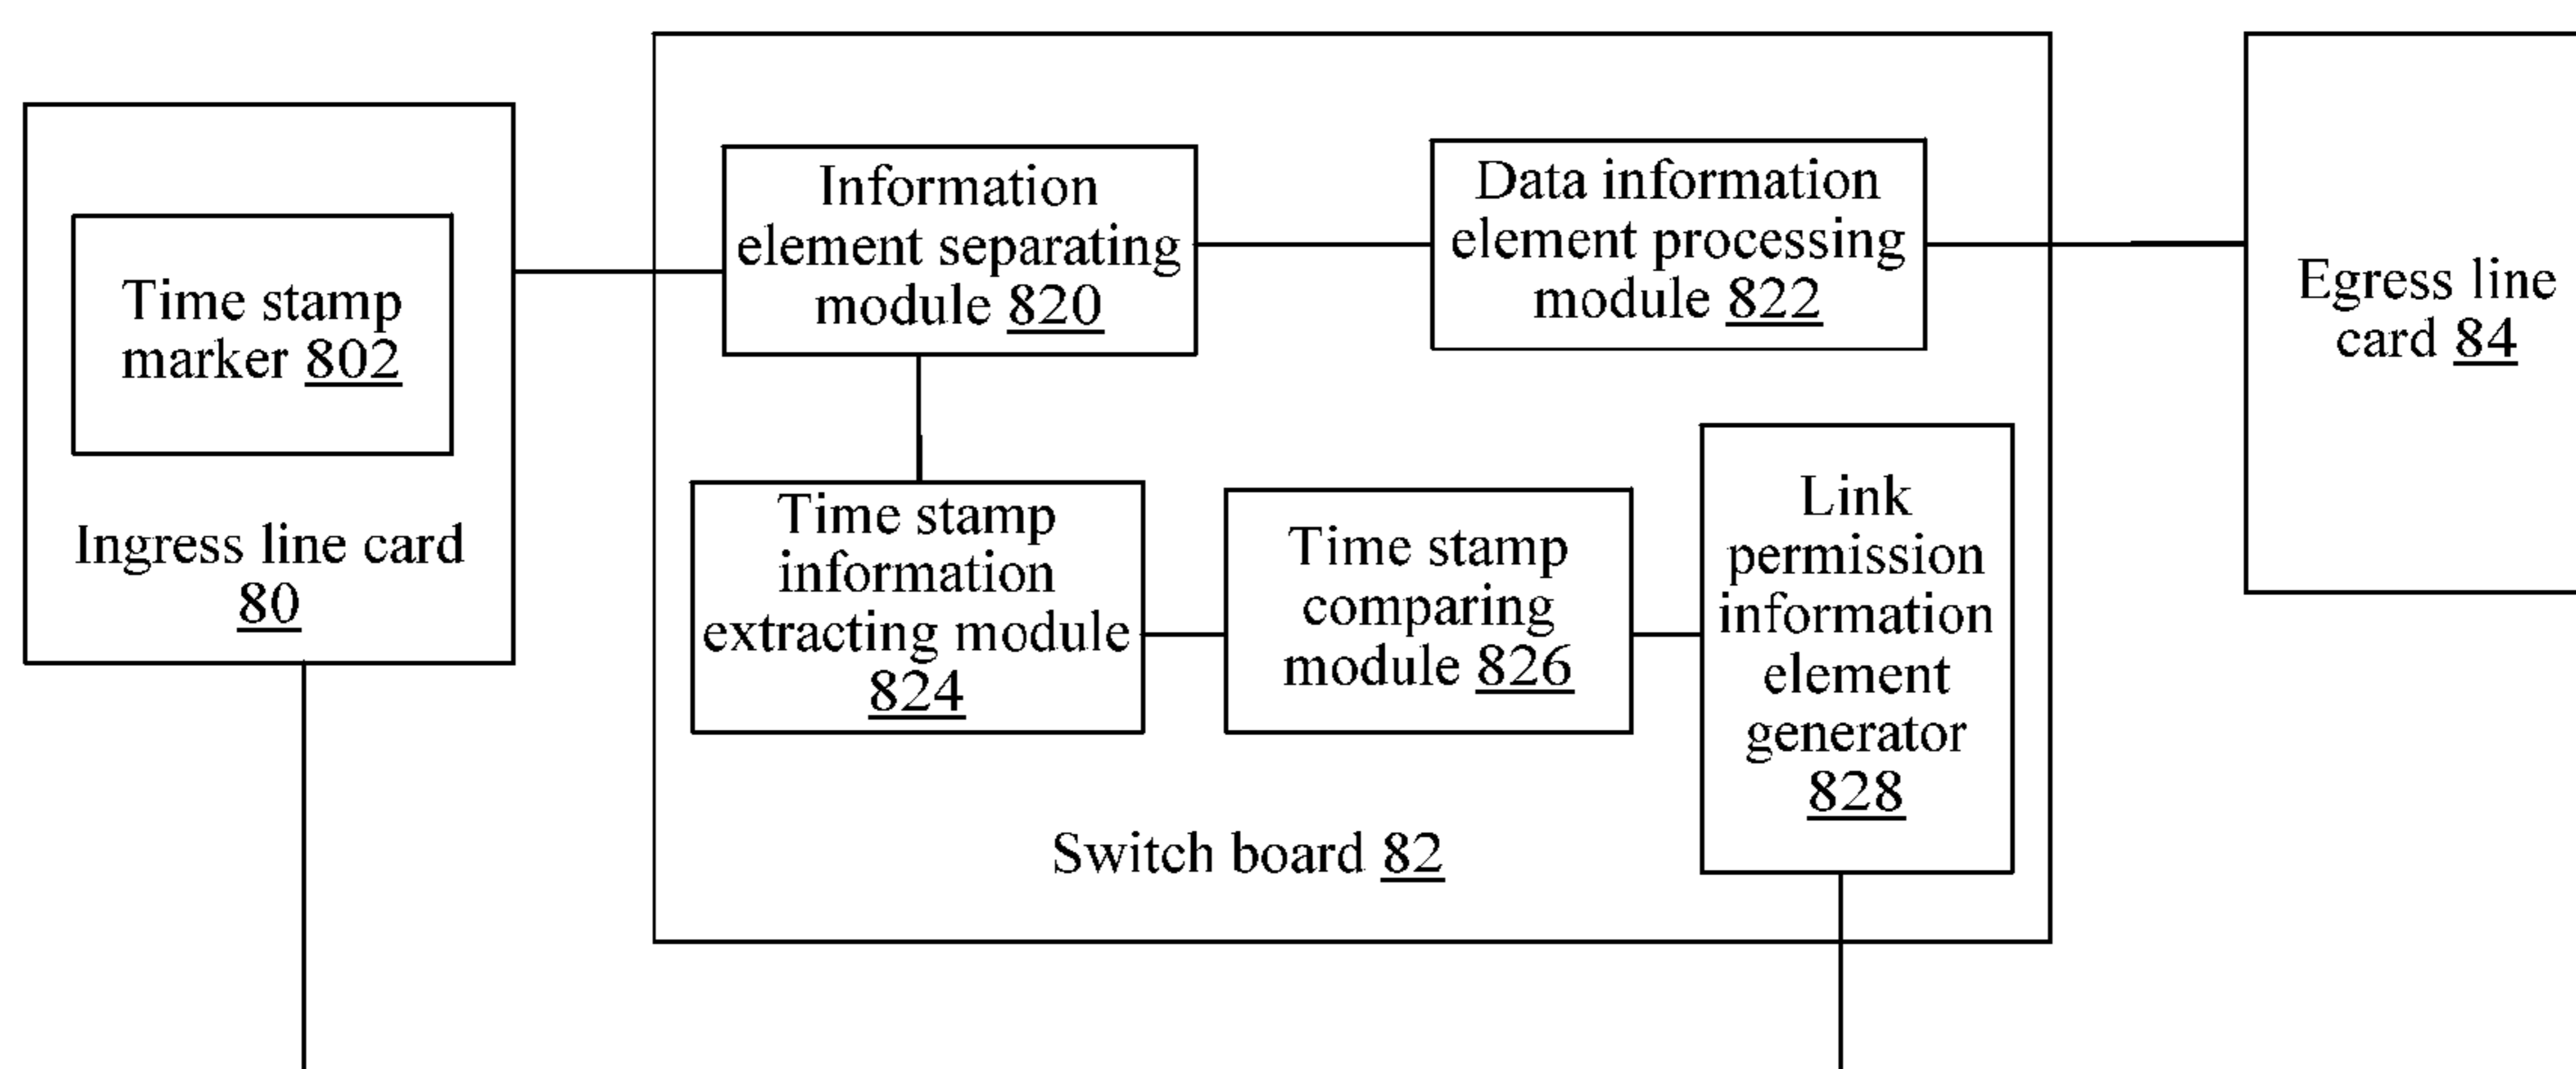 Time stamp
marker 802
Ingress line card
80
Information
element separating
module 820
Data information
element processing
module 822
Time stamp
information
extracting module
824
Time stamp
comparing
module 826
Link
permission
information
element
generator
828
Switch board 82
Egress line
card 84